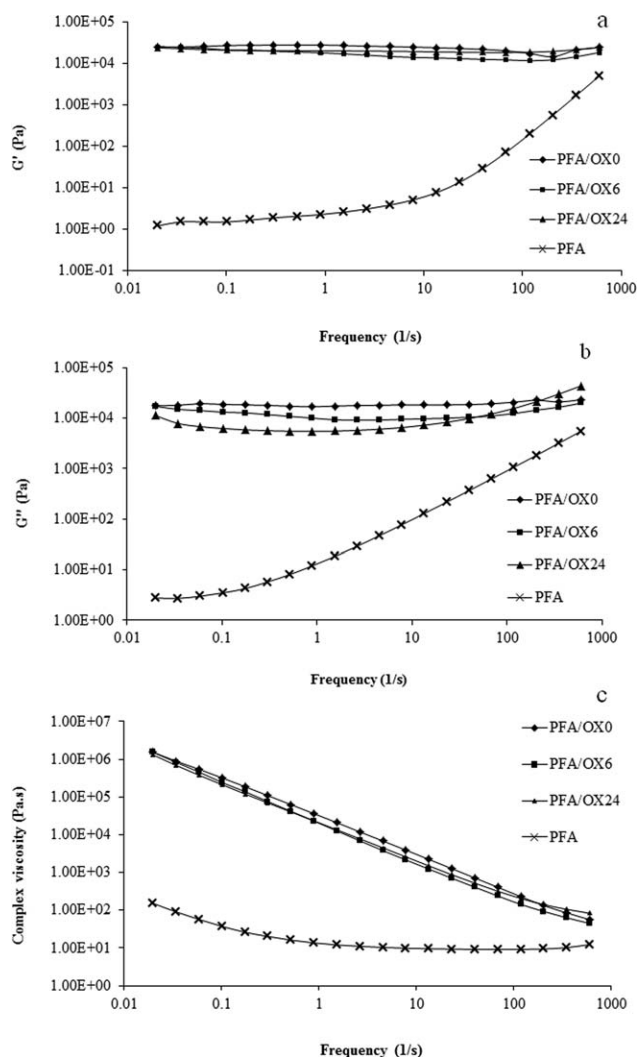 a
1.00E+05
1.00E+04
1.00E+03
1.00E+02
1.00E+01
1.00E+00
1.00E-01
G' (Pa)
PFA/OX0
PFA/OX6
PFA/OX24
PFA
0.01 0.1 1 10 100 1000
Frequency (1/s)
b
1.00E+05
1.00E+04
1.00E+03
1.00E+02
1.00E+01
1.00E+00
G" (Pa)
PFA/OX0
PFA/OX6
PFA/OX24
PFA
0.01 0.1 1 10 100 1000
Frequency (1/s)
c
1.00E+07
1.00E+06
1.00E+05
1.00E+04
1.00E+03
1.00E+02
1.00E+01
1.00E+00
Complex viscosity (Pa.s)
PFA/OX0
PFA/OX6
PFA/OX24
PFA
0.01 0.1 1 10 100 1000
Frequency (1/s)